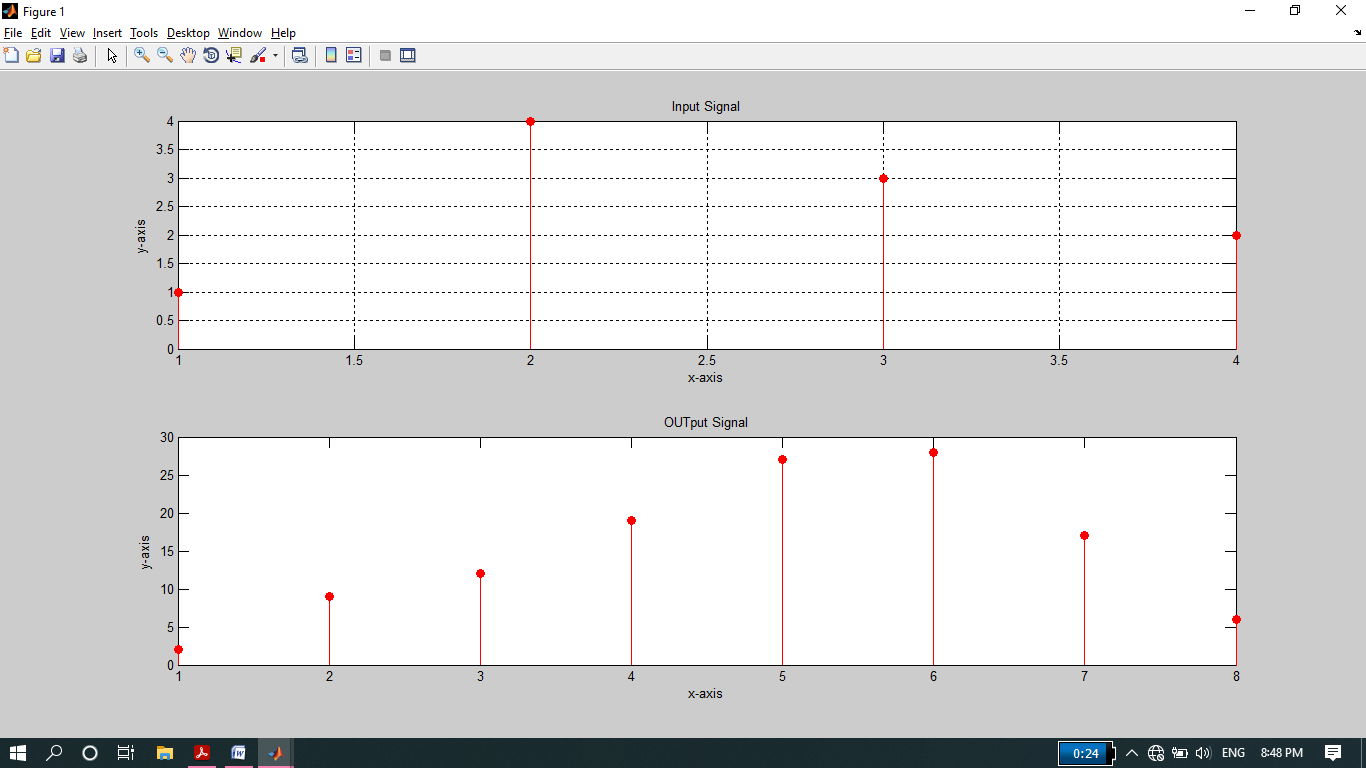 Figure 1
File Edit View Insert Tools Desktop Window Help
Input Signal
4
3.5
3
2.5
2
1.5
1
0.5
0
y-axis
1 1.5 2 2.5 3 3.5 4
x-axis
OUTput Signal
30
25
20
15
10
5
0
y-axis
1 2 3 4 5 6 7 8
x-axis
0:24 ENG 8:48 PM